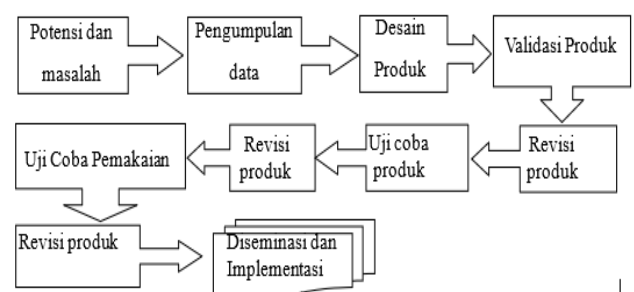 Potensi dan
masalah
Pengumpulan
data
Desain
Produk
Validasi Produk
Revisi
produk
Uji coba
produk
Revisi
produk
Uji Coba Pemakaian
Revisi produk
Diseminasi dan
Implementasi